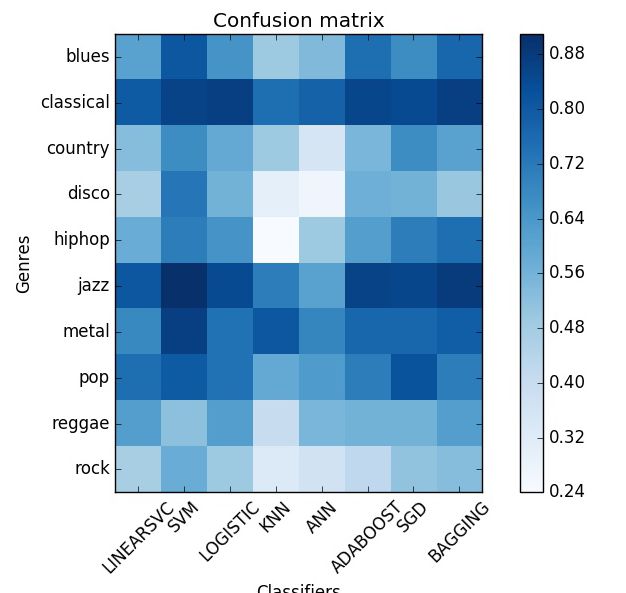 Confusion matrix
blues
classical
country
disco
hiphop
jazz
metal
pop
reggae
rock
Genres
LINEARSVC
SVM
LOGISTIC
KNN
ANN
ADABOOST
SGD
BAGGING
Classifiers
0.88
0.80
0.72
0.64
0.56
0.48
0.40
0.32
0.24